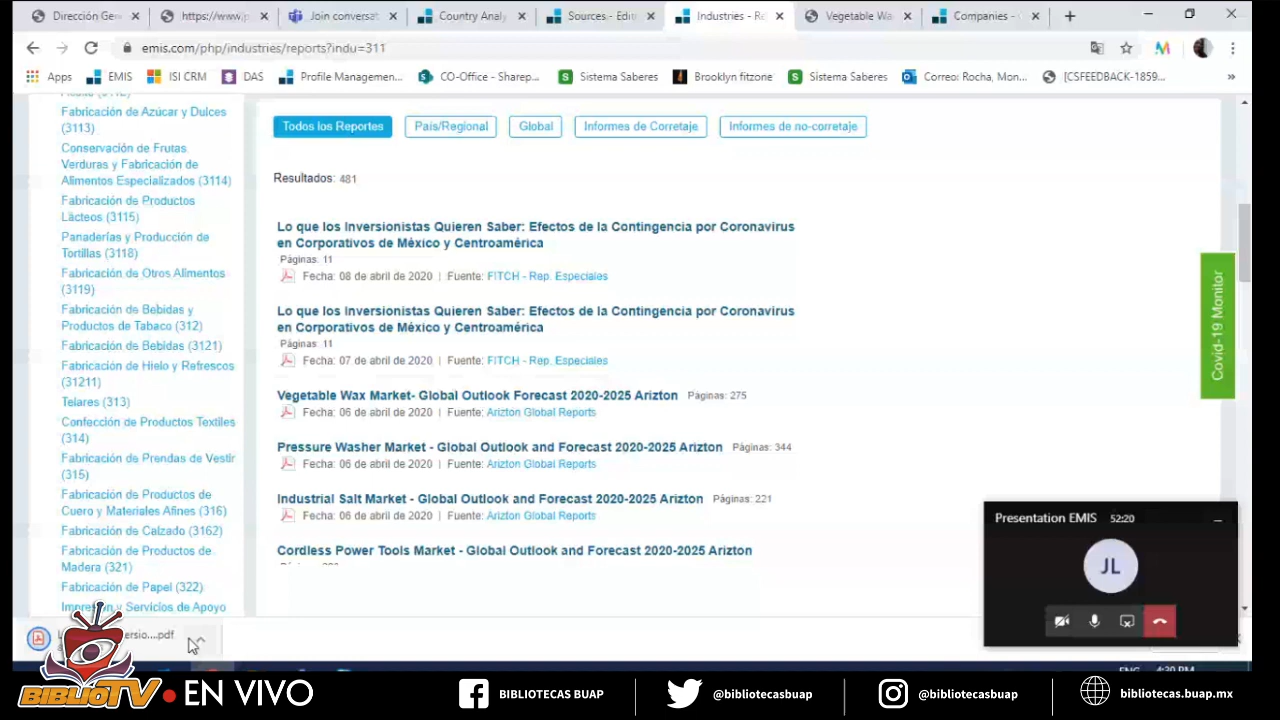 Dirección Ger
https://www.p
Join conversat
Country Analy
Sources - Edit
Industries - Re
Vegetable Wa
Companies -
emis.com/php/industries/reports?indu=311
Apps
EMIS
ISI CRM
DAS
Profile Managemen...
CO-Office - Sharep...
Sistema Saberes
Brooklyn fitzone
Sistema Saberes
Correo: Rocha, Mon...
[CSFEEDBACK-1859...
»
Fabricación de Azúcar y Dulces
(3113)
Conservación de Frutas
Verduras y Fabricación de
Alimentos Especializados (3114)
Fabricación de Productos
Lácteos (3115)
Panaderías y Producción de
Tortillas (3118)
Fabricación de Otros Alimentos
(3119)
Fabricación de Bebidas y
Productos de Tabaco (312)
Fabricación de Bebidas (3121)
Fabricación de Hielo y Refrescos
(31211)
Telares (313)
Confección de Productos Textiles
(314)
Fabricación de Prendas de Vestir
(315)
Fabricación de Productos de
Cuero y Materiales Afines (316)
Fabricación de Calzado (3162)
Fabricación de Productos de
Madera (321)
Fabricación de Papel (322)
Impresión y Servicios de Apoyo
Todos los Reportes
País/Regional
Global
Informes de Corretaje
Informes de no-corretaje
Resultados: 481
Lo que los Inversionistas Quieren Saber: Efectos de la Contingencia por Coronavirus
en Corporativos de México y Centroamérica
Páginas: 11
Fecha: 08 de abril de 2020 | Fuente: FITCH - Rep. Especiales
Lo que los Inversionistas Quieren Saber: Efectos de la Contingencia por Coronavirus
en Corporativos de México y Centroamérica
Páginas: 11
Fecha: 07 de abril de 2020 | Fuente: FITCH - Rep. Especiales
Vegetable Wax Market- Global Outlook Forecast 2020-2025 Arizton Páginas: 275
Fecha: 06 de abril de 2020 | Fuente: Arizton Global Reports
Pressure Washer Market - Global Outlook and Forecast 2020-2025 Arizton Páginas: 344
Fecha: 06 de abril de 2020 | Fuente: Arizton Global Reports
Industrial Salt Market - Global Outlook and Forecast 2020-2025 Arizton Páginas: 221
Fecha: 06 de abril de 2020 | Fuente: Arizton Global Reports
Cordless Power Tools Market - Global Outlook and Forecast 2020-2025 Arizton
Covid-19 Monitor
Presentation EMIS 52:20
JL
ersio....pdf
ENG 4:39 PM
BIBLIOTV • EN VIVO
BIBLIOTECAS BUAP
@bibliotecasbuap
@bibliotecasbuap
bibliotecas.buap.mx